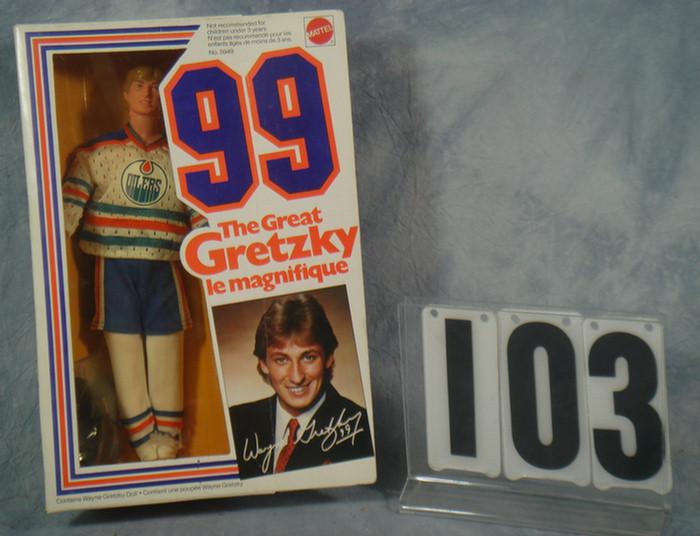 Not recommended for
children under 3 years.
N'est pas recommandé pour les
enfants âgés de moins de 3 ans.
No. 5949
MATTEL
99
The Great
Gretzky
le magnifique
OILERS
Wayne Gretzky 99
Contains Wayne Gretzky Doll • Contient une poupée Wayne Gretzky
103